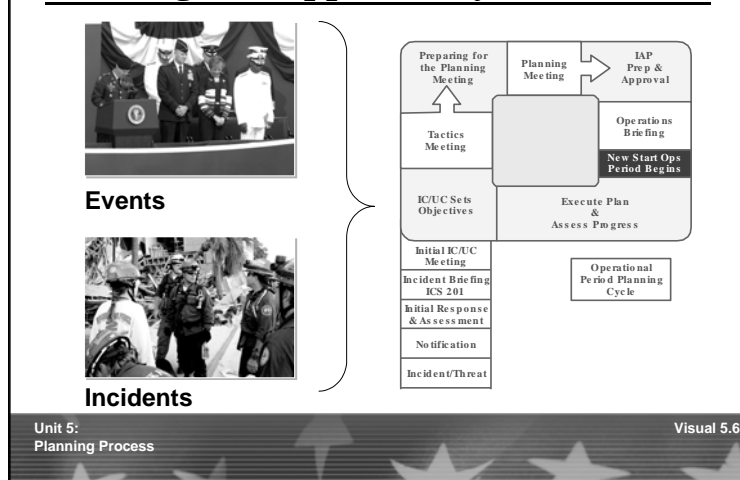 Events
Incidents
Preparing for
the Planning
Meeting
Planning
Meeting
IAP
Prep &
Approval
Tactics
Meeting
Operations
Briefing
New Start Ops
Period Begins
IC/UC Sets
Objectives
Execute Plan
&
Assess Progress
Initial IC/UC
Meeting
Incident Briefing
ICS 201
Initial Response
& Assessment
Notification
Incident/Threat
Operational
Period Planning
Cycle
Unit 5:
Planning Process
Visual 5.6